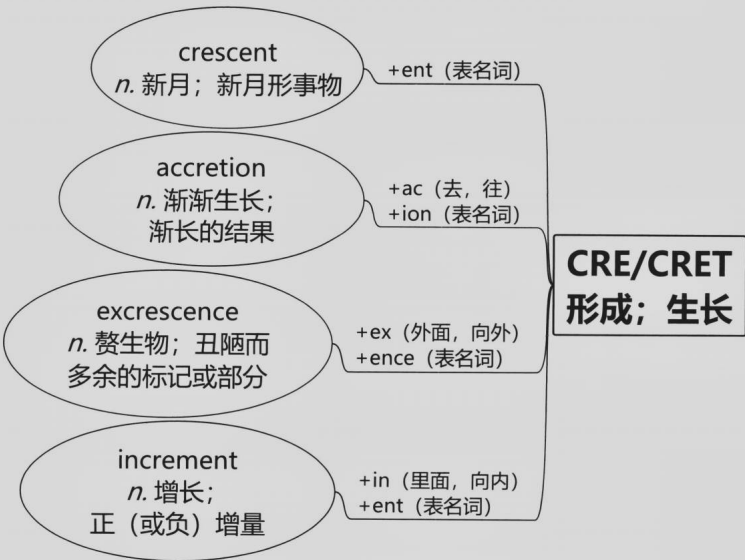 crescent
n. 新月；新月形事物
+ent（表名词）
accretion
n. 渐渐生长；
渐长的结果
+ac（去，往）
+ion（表名词）
excrescence
n. 赘生物；丑陋而
多余的标记或部分
+ex（外面，向外）
+ence（表名词）
increment
n. 增长；
正（或负）增量
+in（里面，向内）
+ent（表名词）
CRE/CRET
形成；生长